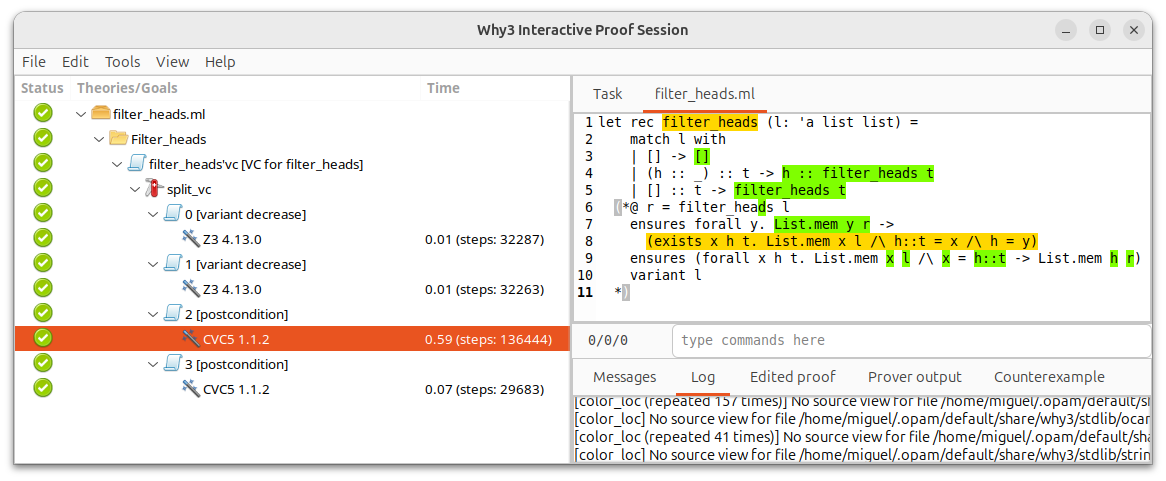 Why3 Interactive Proof Session
File Edit Tools View Help
Status Theories/Goals Time
filter_heads.ml
Filter_heads
filter_heads'vc [VC for filter_heads]
split_vc
0 [variant decrease]
Z3 4.13.0 0.01 (steps: 32287)
1 [variant decrease]
Z3 4.13.0 0.01 (steps: 32263)
2 [postcondition]
CVC5 1.1.2 0.59 (steps: 136444)
3 [postcondition]
CVC5 1.1.2 0.07 (steps: 29683)
Task filter_heads.ml
1 let rec filter_heads (l: 'a list list) =
2 match l with
3 | [] -> []
4 | (h :: _) :: t -> h :: filter_heads t
5 | [] :: t -> filter_heads t
6 (*@ r = filter_heads l
7 ensures forall y. List.mem y r ->
8 (exists x h t. List.mem x l /\ h::t = x /\ h = y)
9 ensures (forall x h t. List.mem x l /\ x = h::t -> List.mem h r)
10 variant l
11 *)
0/0/0 type commands here
Messages Log Edited proof Prover output Counterexample
[color_loc (repeated 157 times)] No source view for file /home/miguel/.opam/default/sh
[color_loc] No source view for file /home/miguel/.opam/default/share/why3/stdlib/ocam
[color_loc (repeated 41 times)] No source view for file /home/miguel/.opam/default/sha
[color_loc] No source view for file /home/miguel/.opam/default/share/why3/stdlib/strin